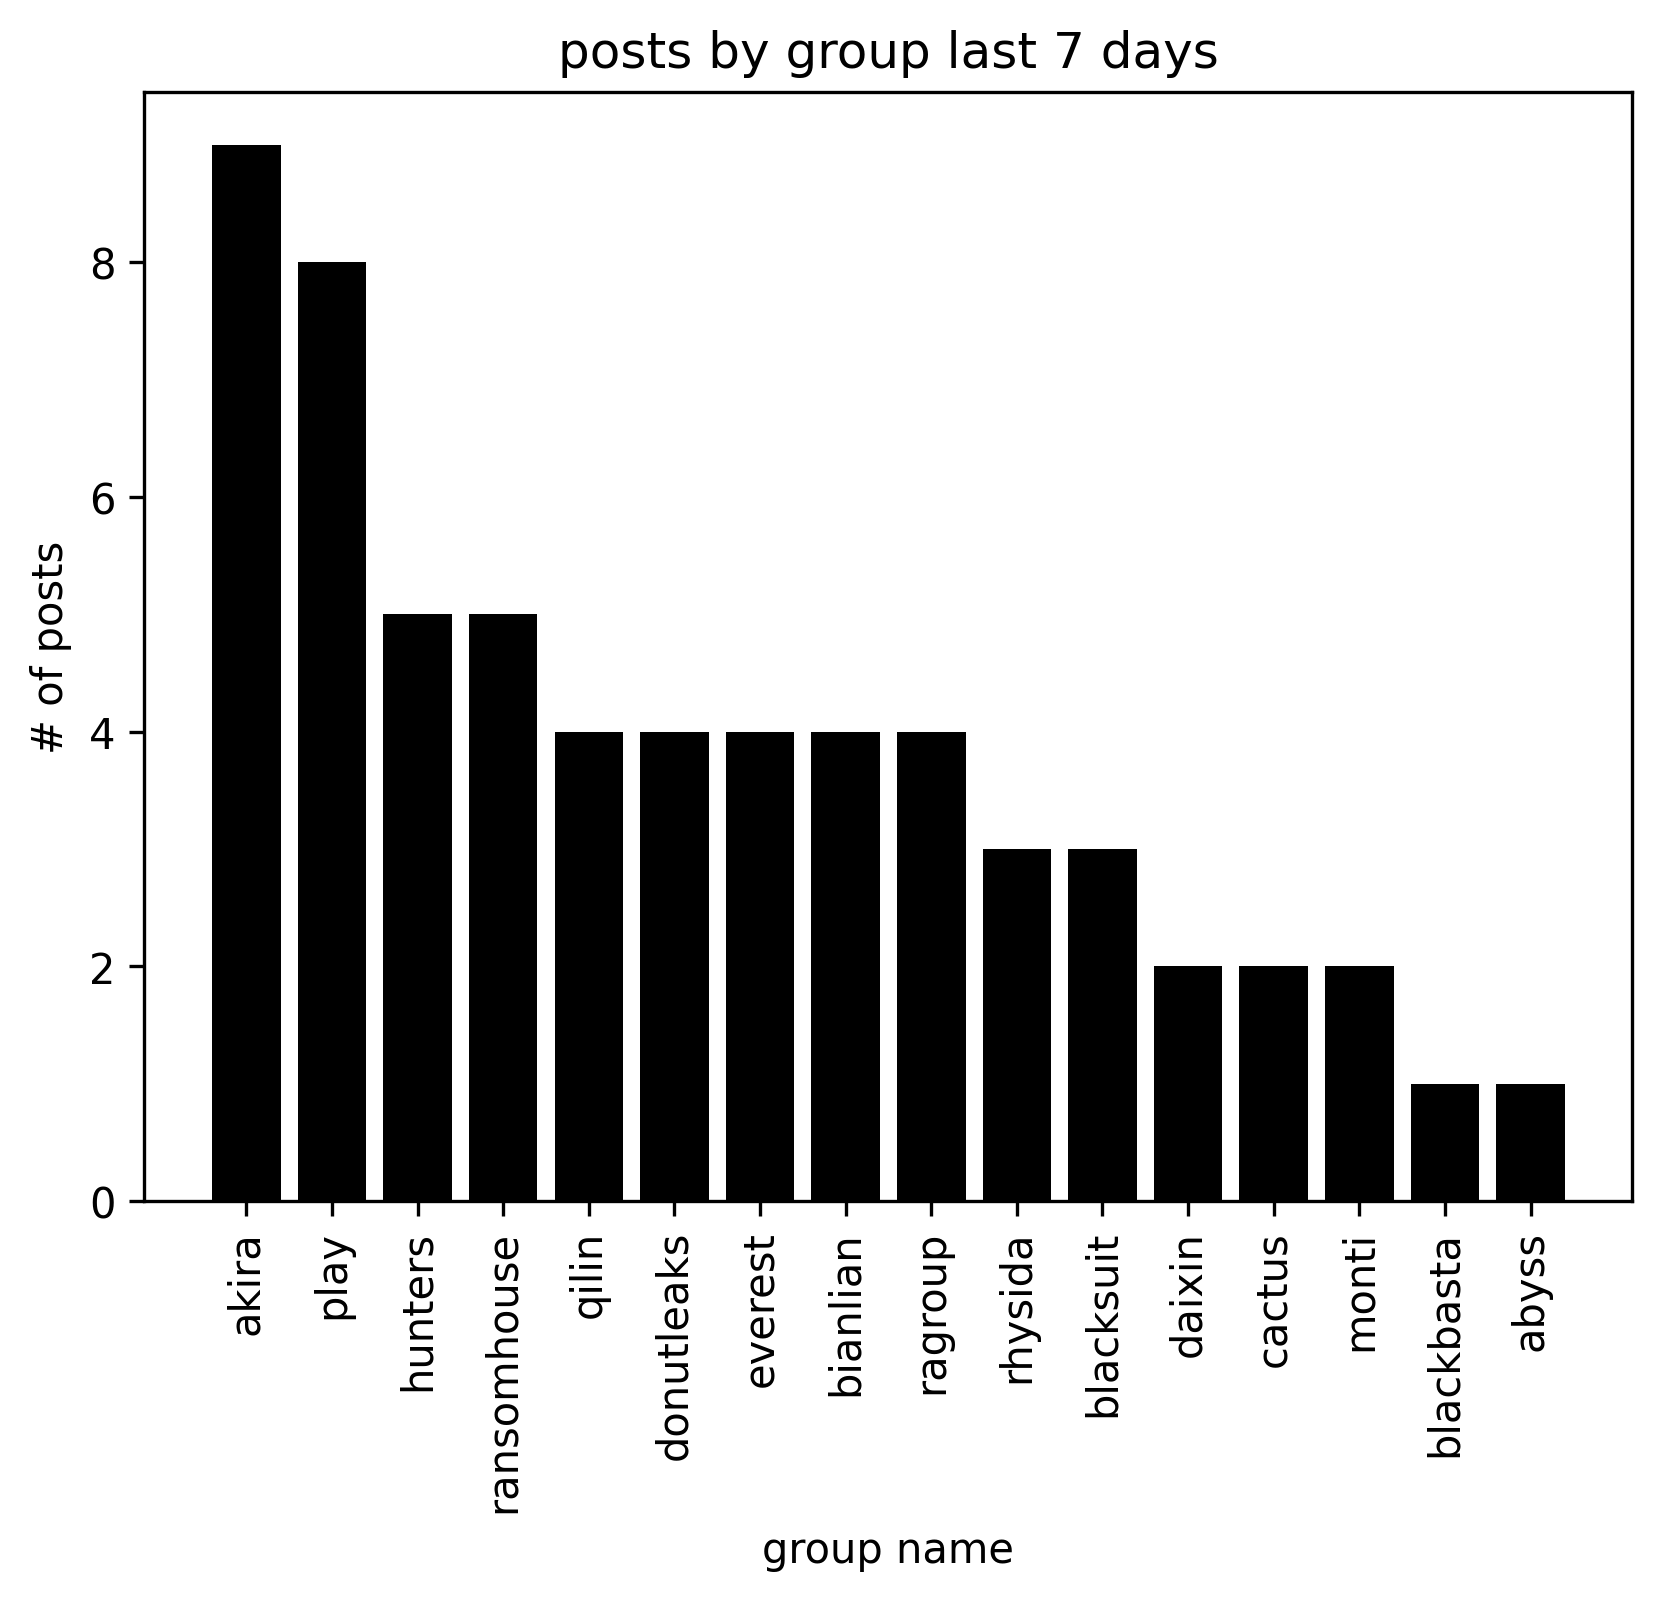 posts by group last 7 days
# of posts
8
6
4
2
0
akira
play
hunters
ransomhouse
qilin
donutleaks
everest
bianlian
ragroup
rhysida
blacksuit
daixin
cactus
monti
blackbasta
abyss
group name